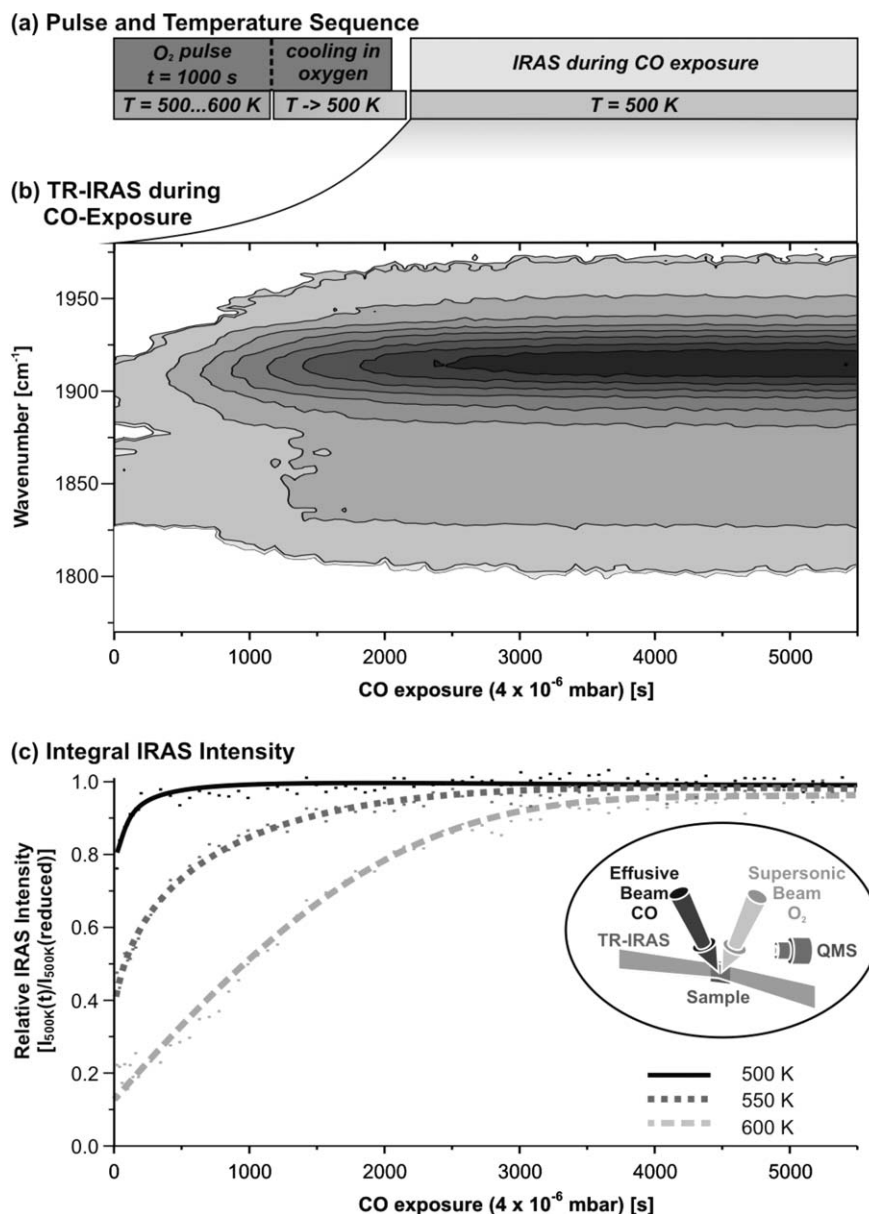 (a) Pulse and Temperature Sequence
O₂ pulse
t = 1000 s
cooling in
oxygen
IRAS during CO exposure
T = 500...600 K
T -> 500 K
T = 500 K
(b) TR-IRAS during
CO-Exposure
Wavenumber [cm⁻¹]
1950
1900
1850
1800
0
1000
2000
3000
4000
5000
CO exposure (4 x 10⁻⁶ mbar) [s]
(c) Integral IRAS Intensity
Relative IRAS Intensity
[I₅₀₀K(t)/I₅₀₀K(reduced)]
1.0
0.8
0.6
0.4
0.2
0.0
Effusive
Beam
CO
Supersonic
Beam
O₂
TR-IRAS
QMS
Sample
500 K
550 K
600 K
0
1000
2000
3000
4000
5000
CO exposure (4 x 10⁻⁶ mbar) [s]